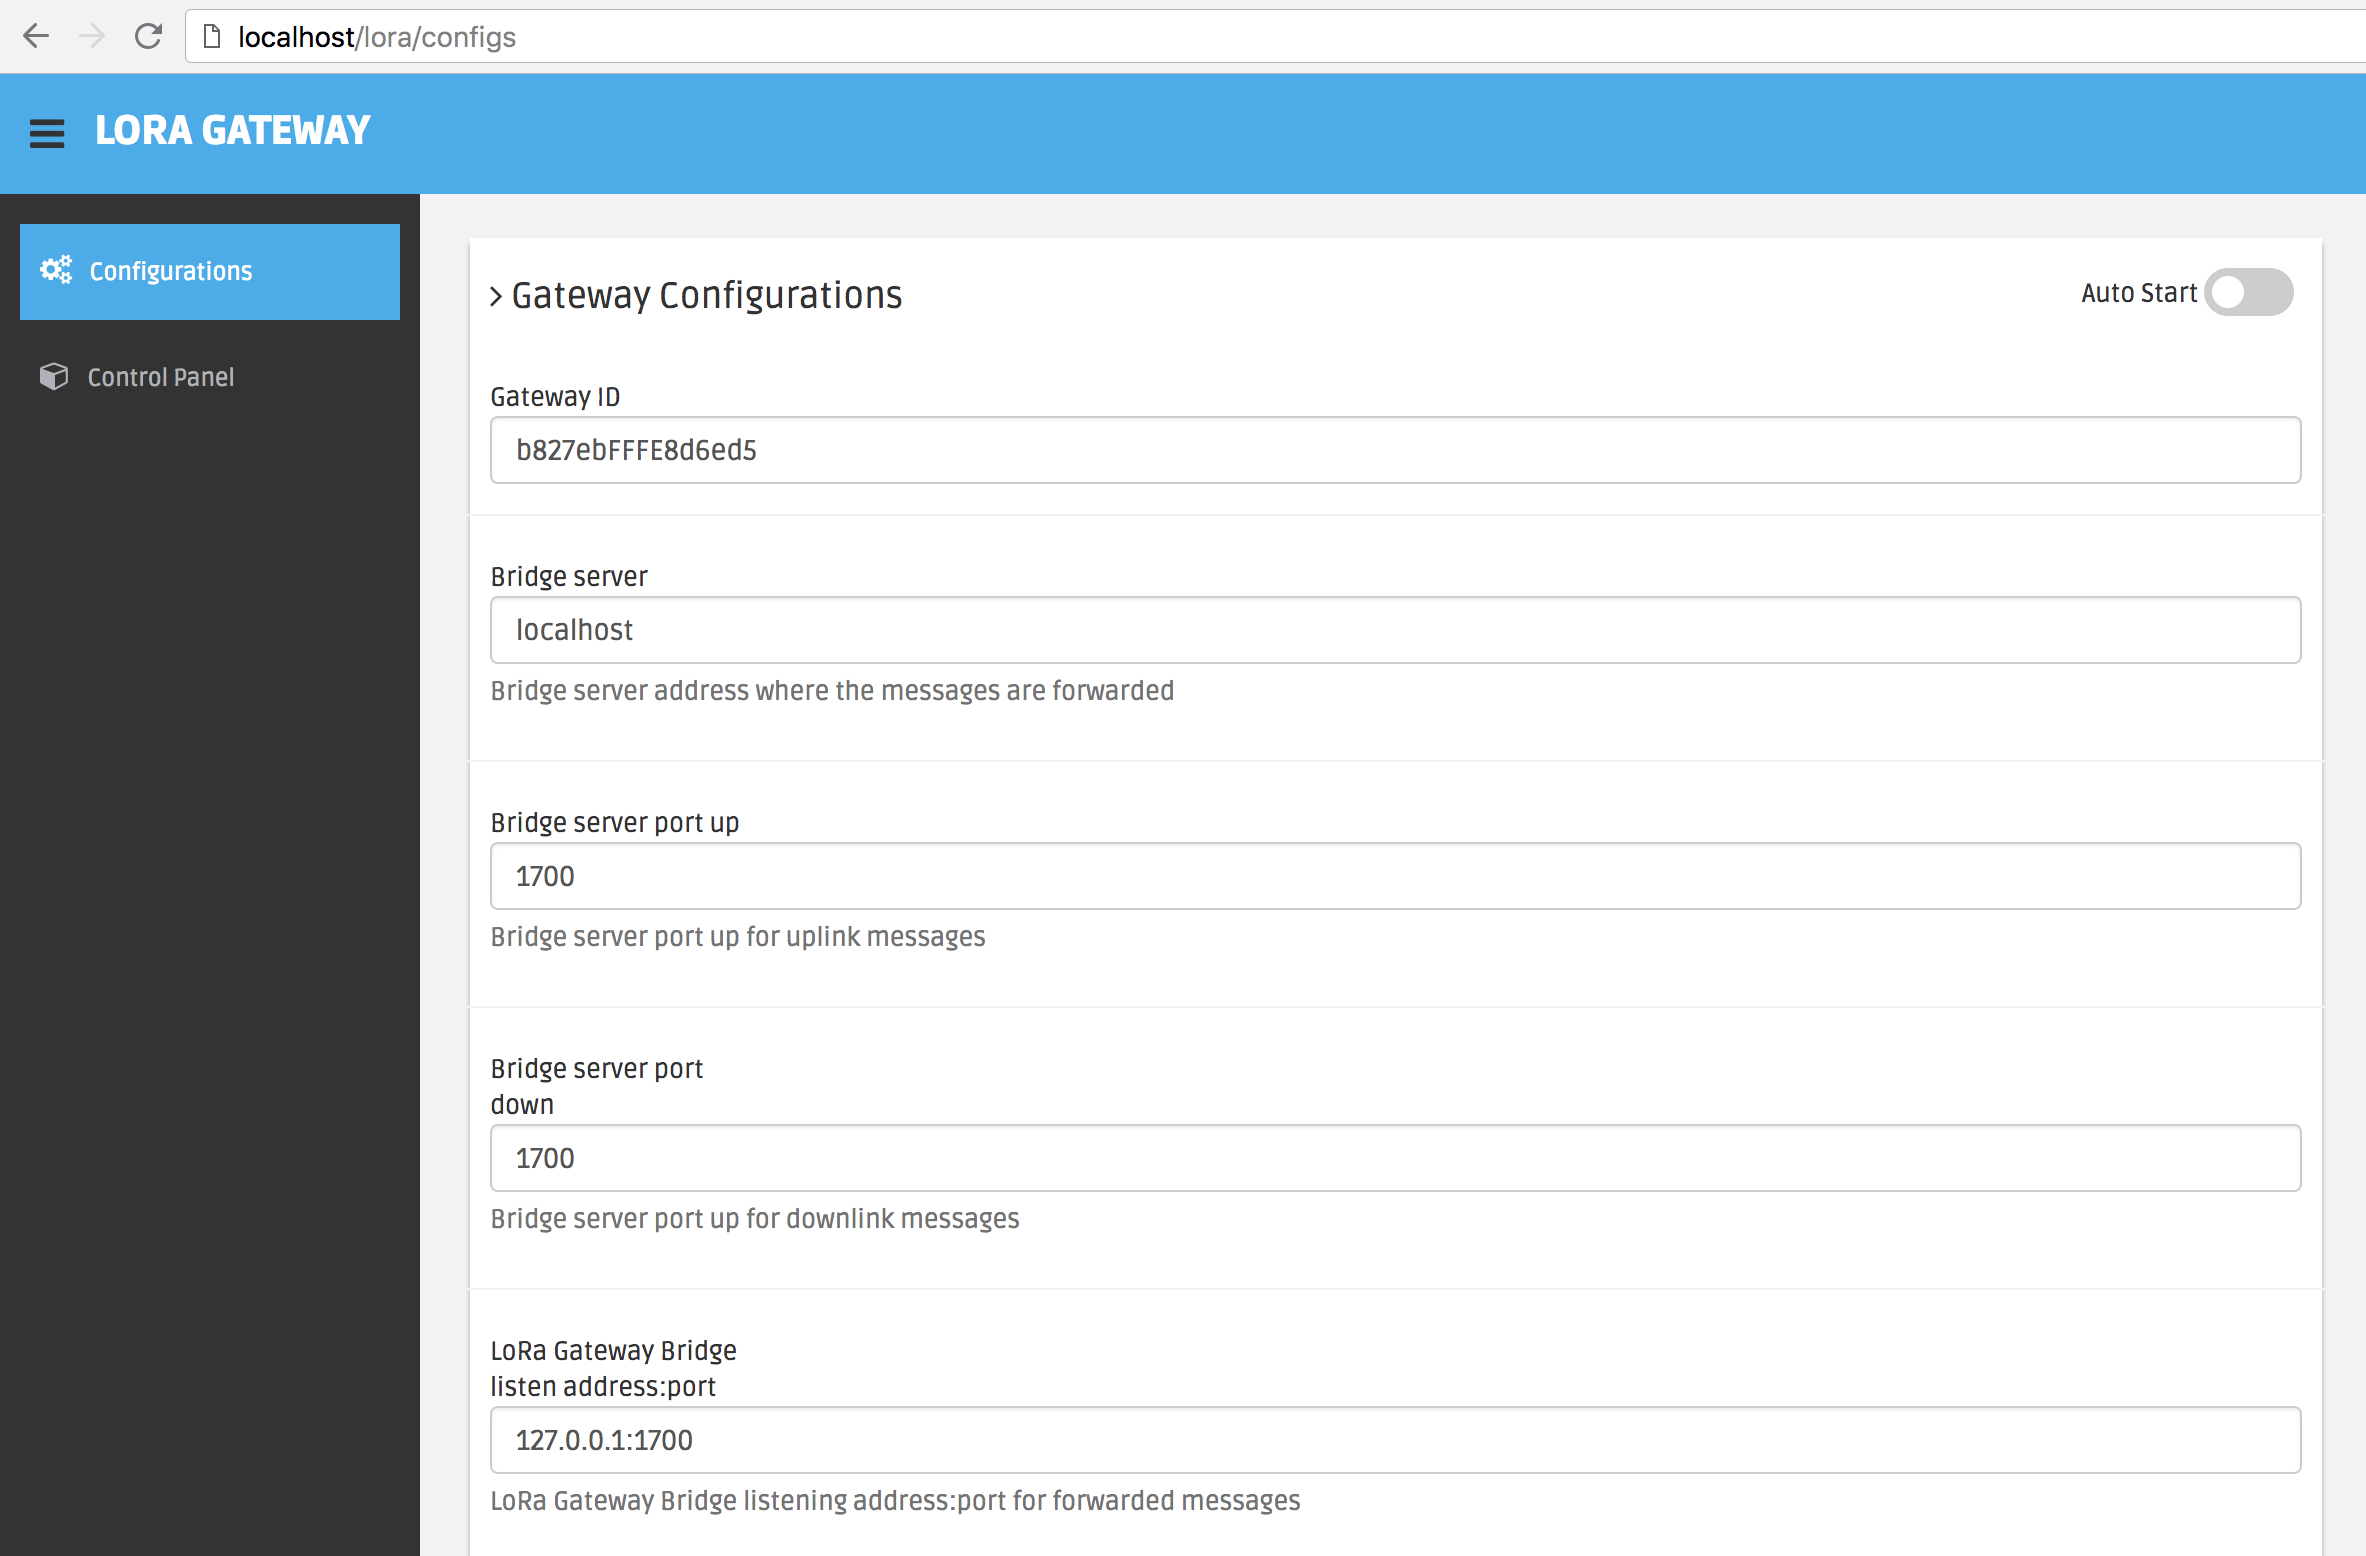 localhost/lora/configs
LORA GATEWAY
Configurations
Control Panel
Gateway Configurations
Auto Start
Gateway ID
b827ebFFFE8d6ed5
Bridge server
localhost
Bridge server address where the messages are forwarded
Bridge server port up
1700
Bridge server port up for uplink messages
Bridge server port
down
1700
Bridge server port up for downlink messages
LoRa Gateway Bridge
listen address:port
127.0.0.1:1700
LoRa Gateway Bridge listening address:port for forwarded messages